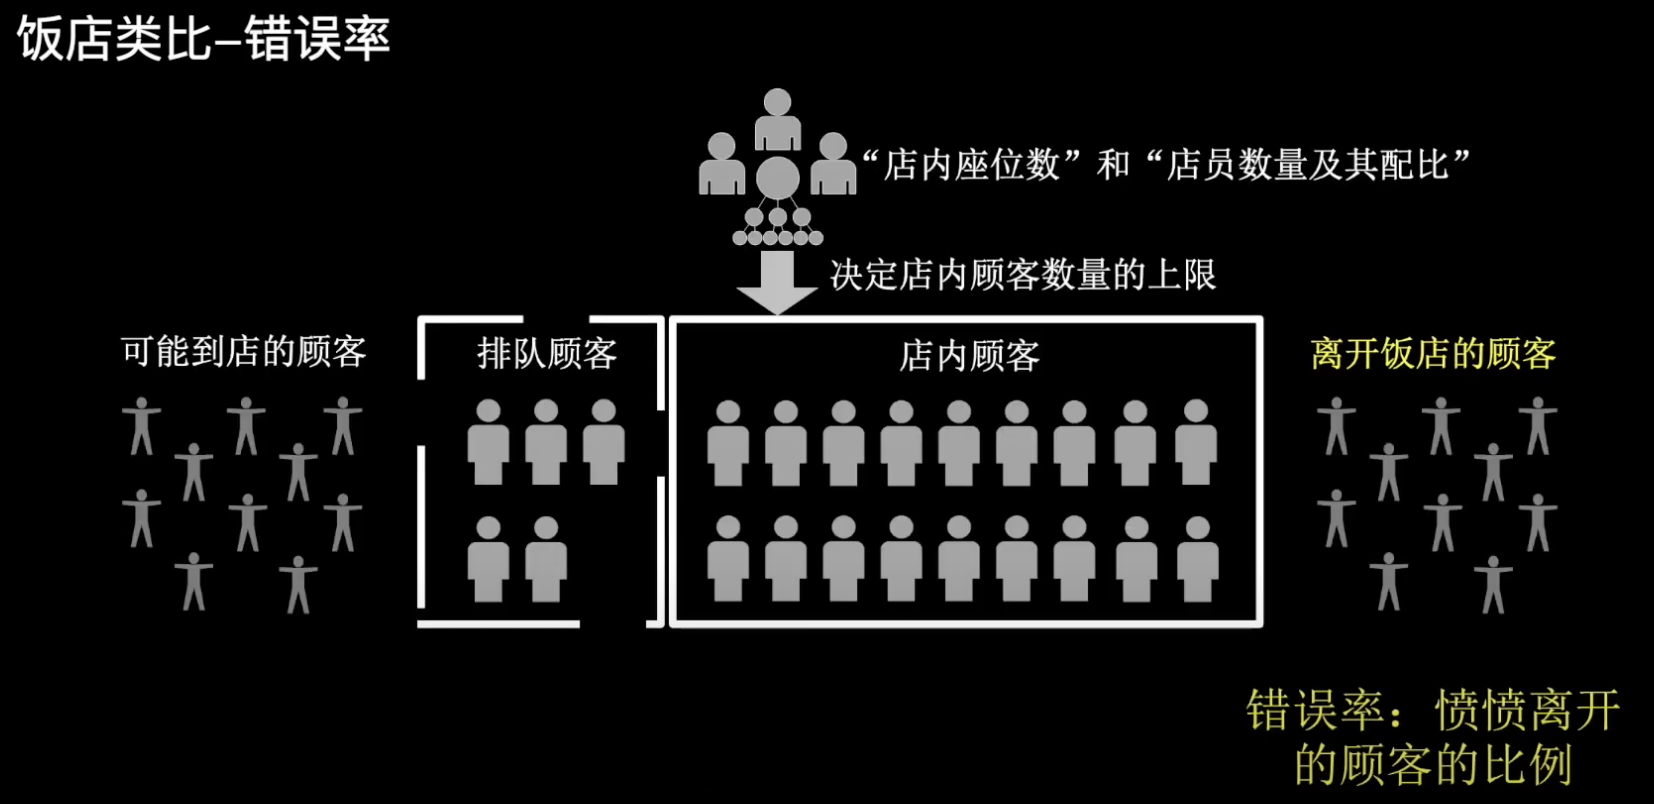 饭店类比–错误率
“店内座位数”和“店员数量及其配比”
决定店内顾客数量的上限
可能到店的顾客
排队顾客
店内顾客
离开饭店的顾客
错误率：愤愤离开
的顾客的比例